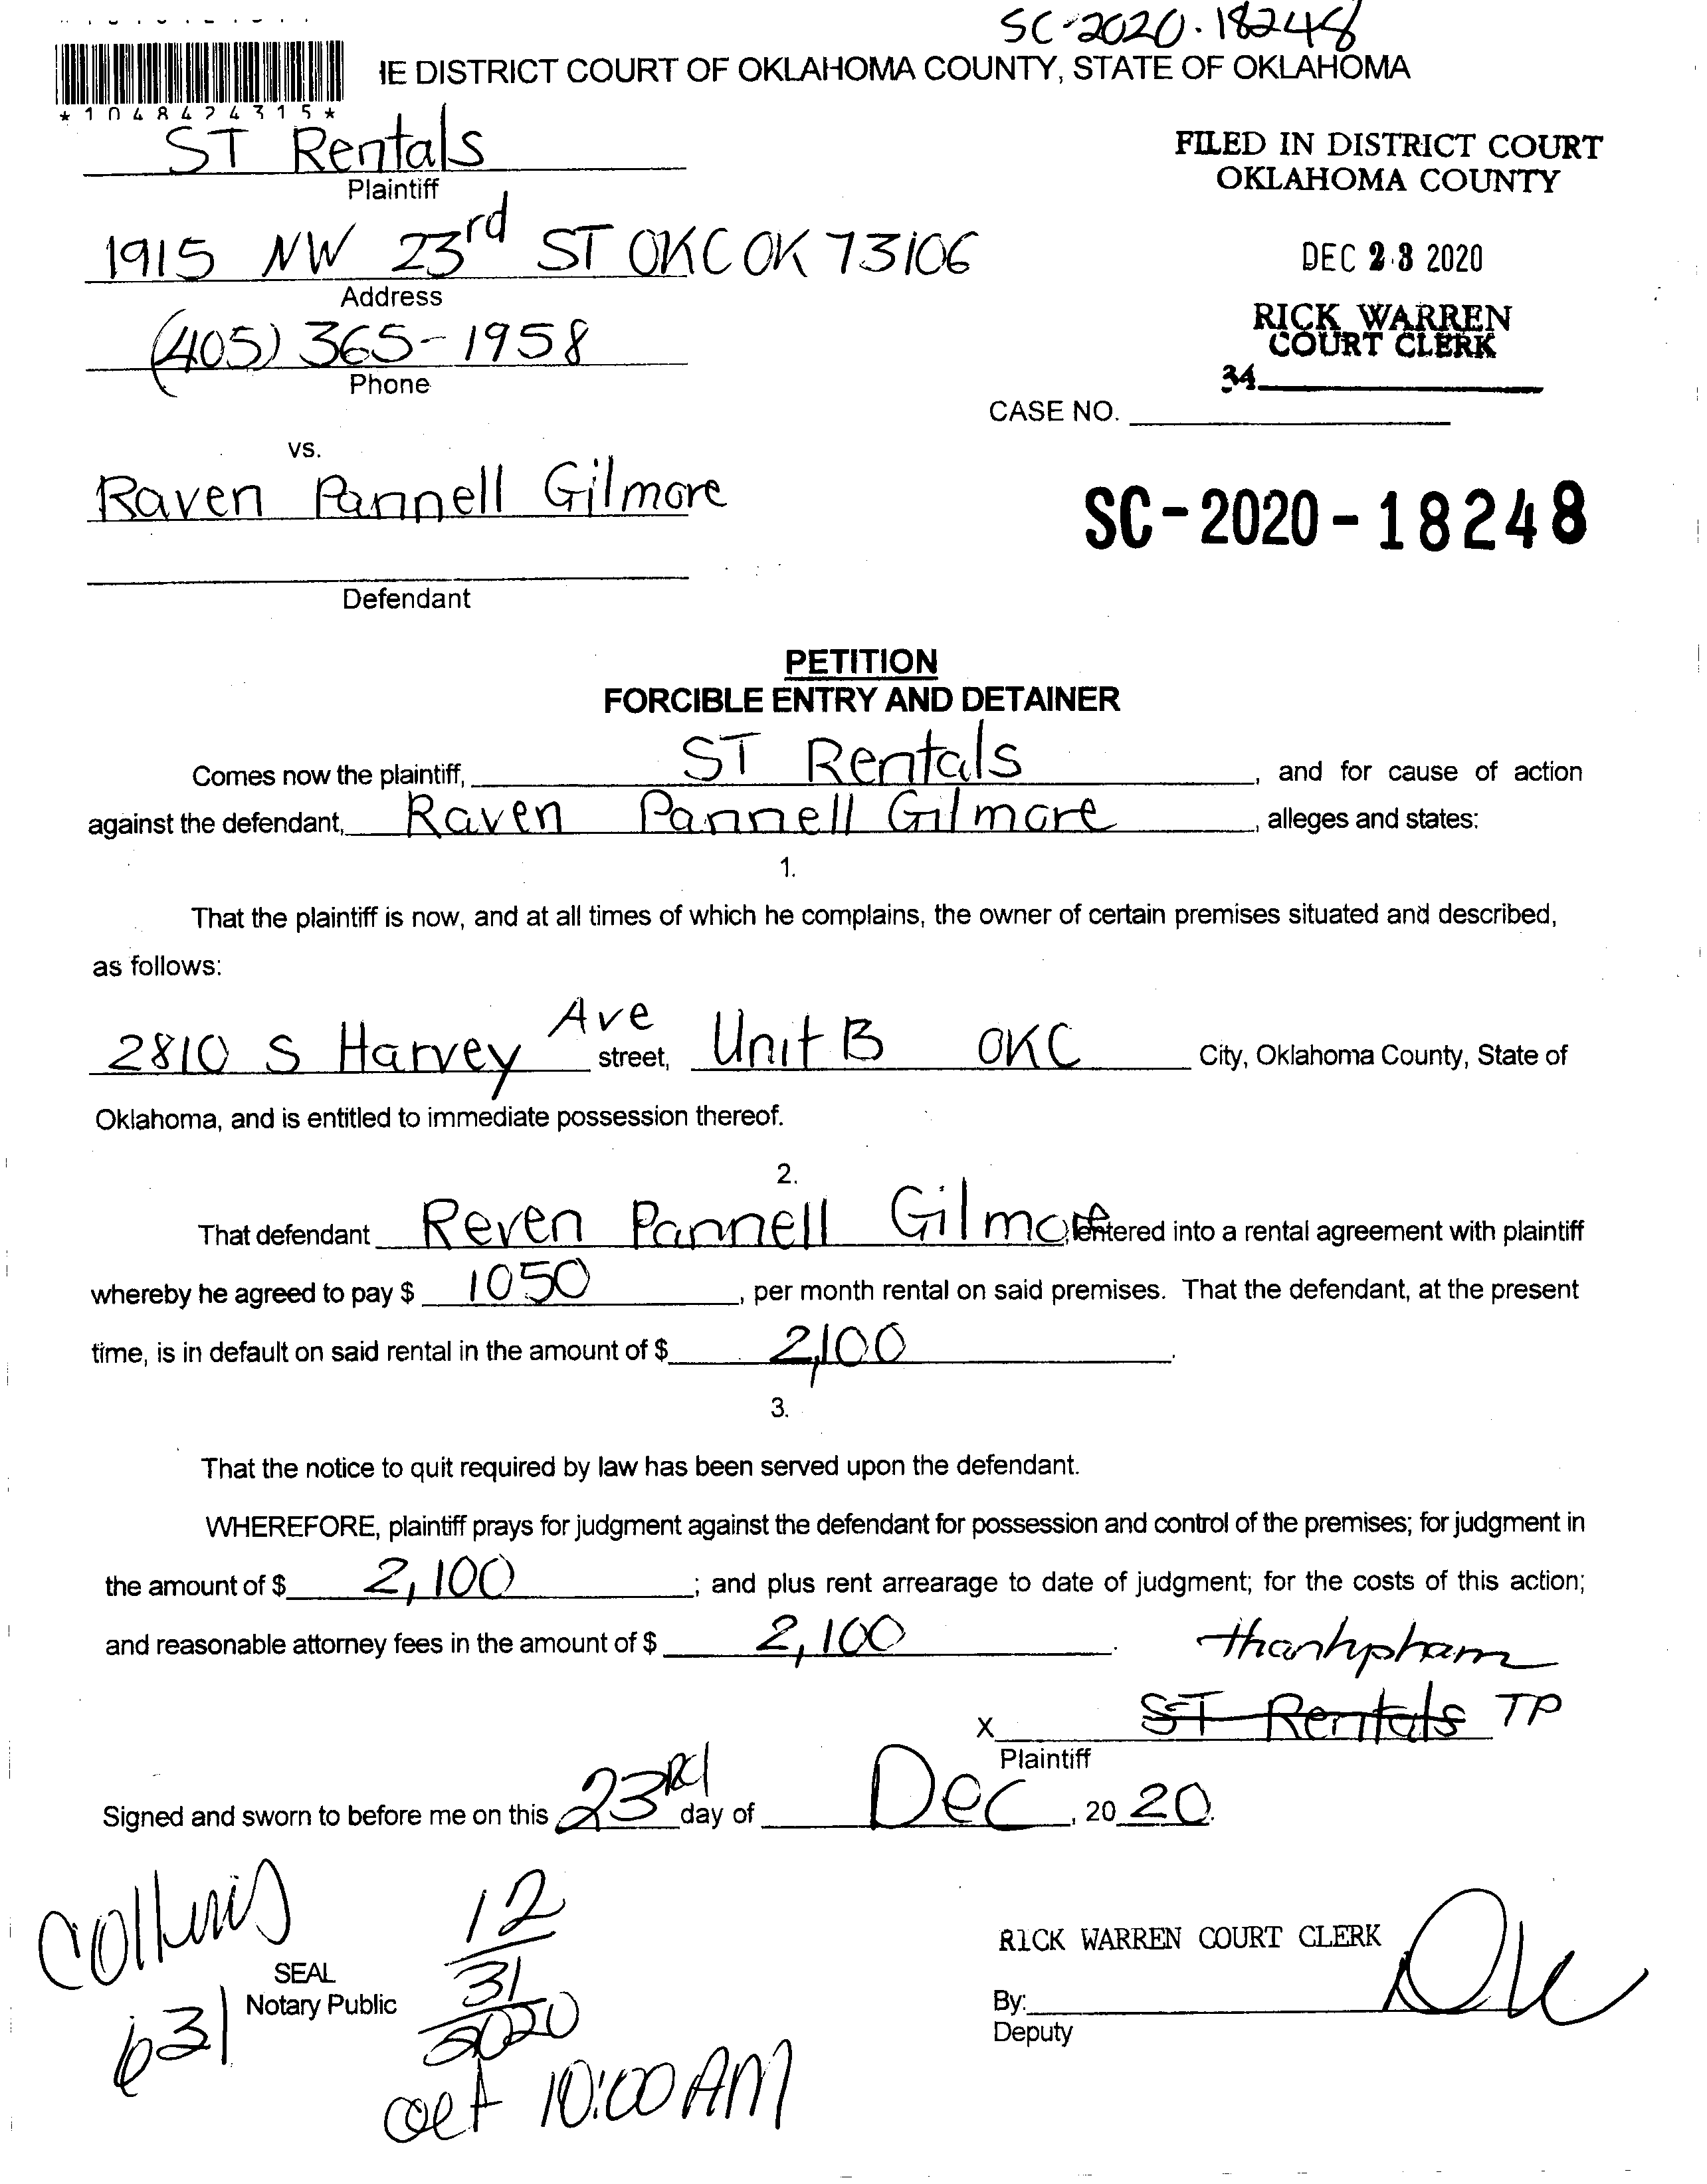 SC-2020-18248
IE DISTRICT COURT OF OKLAHOMA COUNTY, STATE OF OKLAHOMA
*1048424315*
ST Rentals
Plaintiff
FILED IN DISTRICT COURT
OKLAHOMA COUNTY
1915 NW 23rd ST OKC OK 73106
Address
DEC 23 2020
(405) 365-1958
Phone
RICK WARREN
COURT CLERK
34
CASE NO.
vs.
Raven Pannell Gilmore
SC-2020-18248
Defendant
PETITION
FORCIBLE ENTRY AND DETAINER
Comes now the plaintiff, ST Rentals, and for cause of action
against the defendant, Raven Pannell Gilmore, alleges and states:
1.
That the plaintiff is now, and at all times of which he complains, the owner of certain premises situated and described,
as follows:
2810 S Harvey Ave street, Unit B OKC City, Oklahoma County, State of
Oklahoma, and is entitled to immediate possession thereof.
2.
That defendant Reven Pannell Gilmore, entered into a rental agreement with plaintiff
whereby he agreed to pay $ 1050, per month rental on said premises. That the defendant, at the present
time, is in default on said rental in the amount of $ 2,100.
3.
That the notice to quit required by law has been served upon the defendant.
WHEREFORE, plaintiff prays for judgment against the defendant for possession and control of the premises; for judgment in
the amount of $ 2,100; and plus rent arrearage to date of judgment; for the costs of this action;
and reasonable attorney fees in the amount of $ 2,100.
thanhpham
X ST Rentals TP
Plaintiff
Signed and sworn to before me on this 23rd day of Dec, 2020.
Collins
631
SEAL
Notary Public
12
31
2020
at 10:00 AM
RICK WARREN COURT CLERK
By:
Deputy